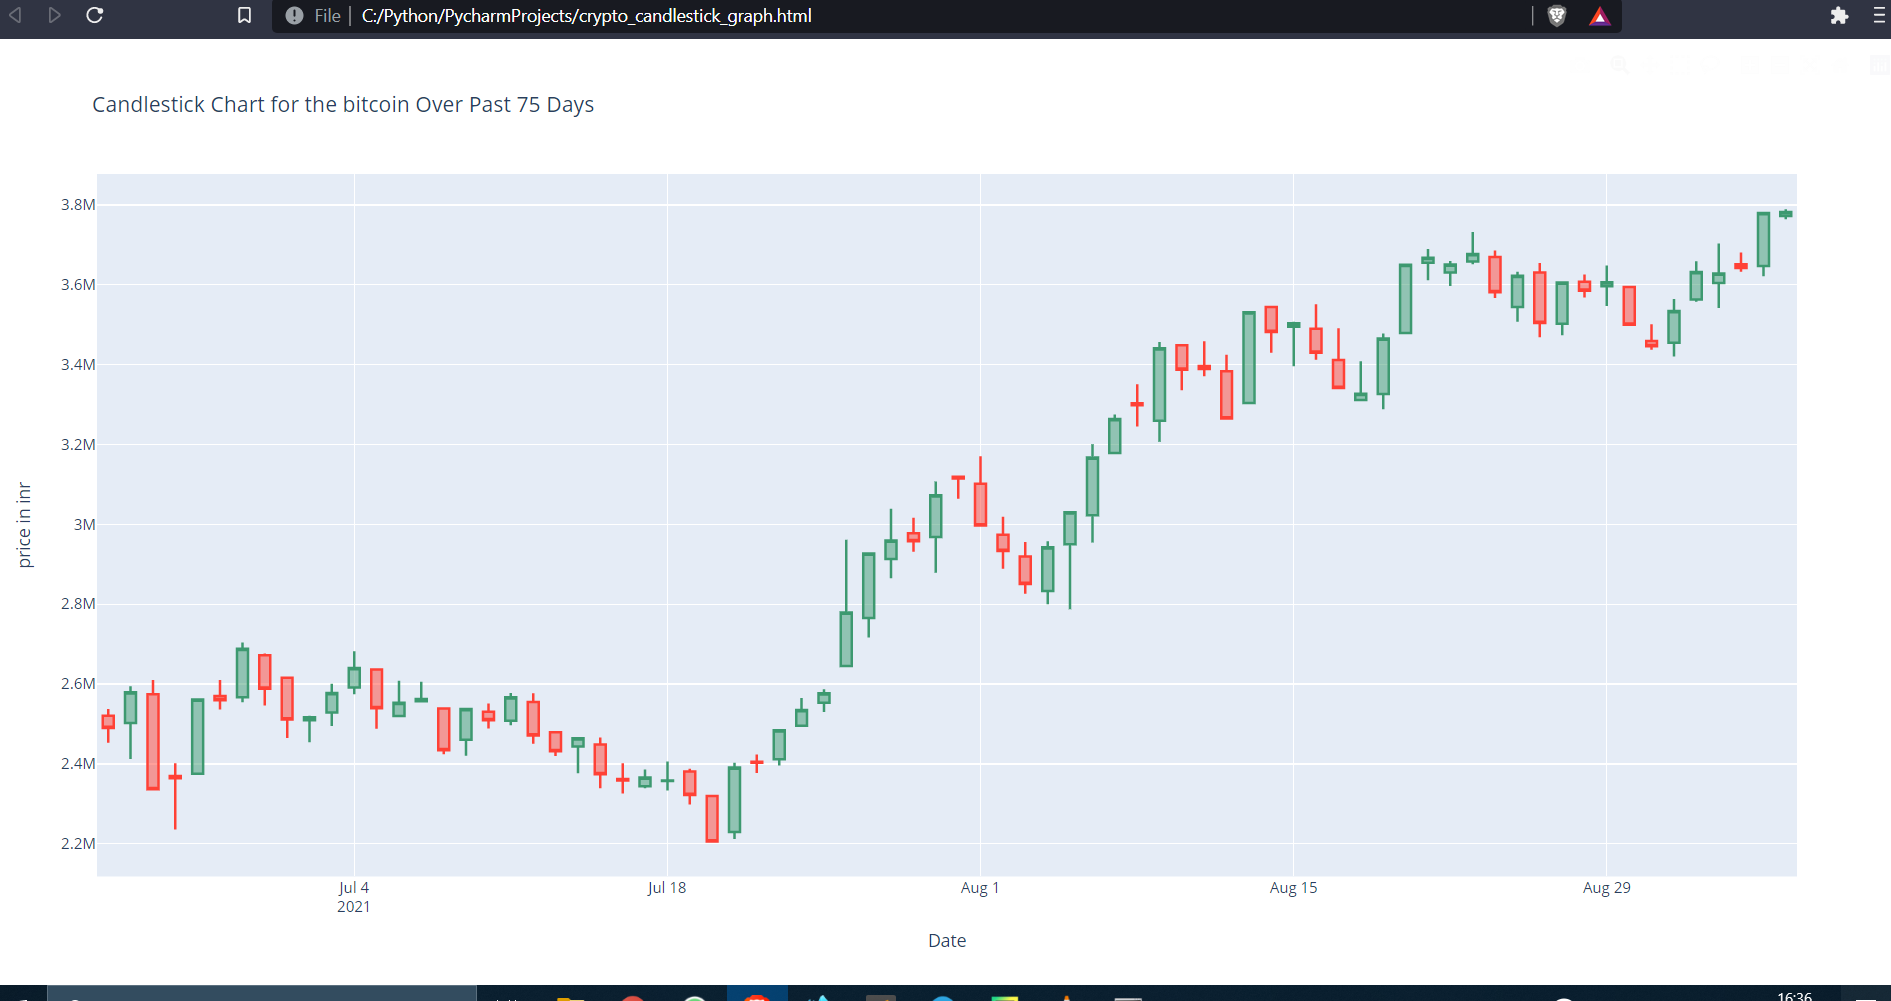 File | C:/Python/PycharmProjects/crypto_candlestick_graph.html
Candlestick Chart for the bitcoin Over Past 75 Days
3.8M
3.6M
3.4M
3.2M
3M
2.8M
2.6M
2.4M
2.2M
price in inr
Jul 4
2021
Jul 18
Aug 1
Aug 15
Aug 29
Date
16:36